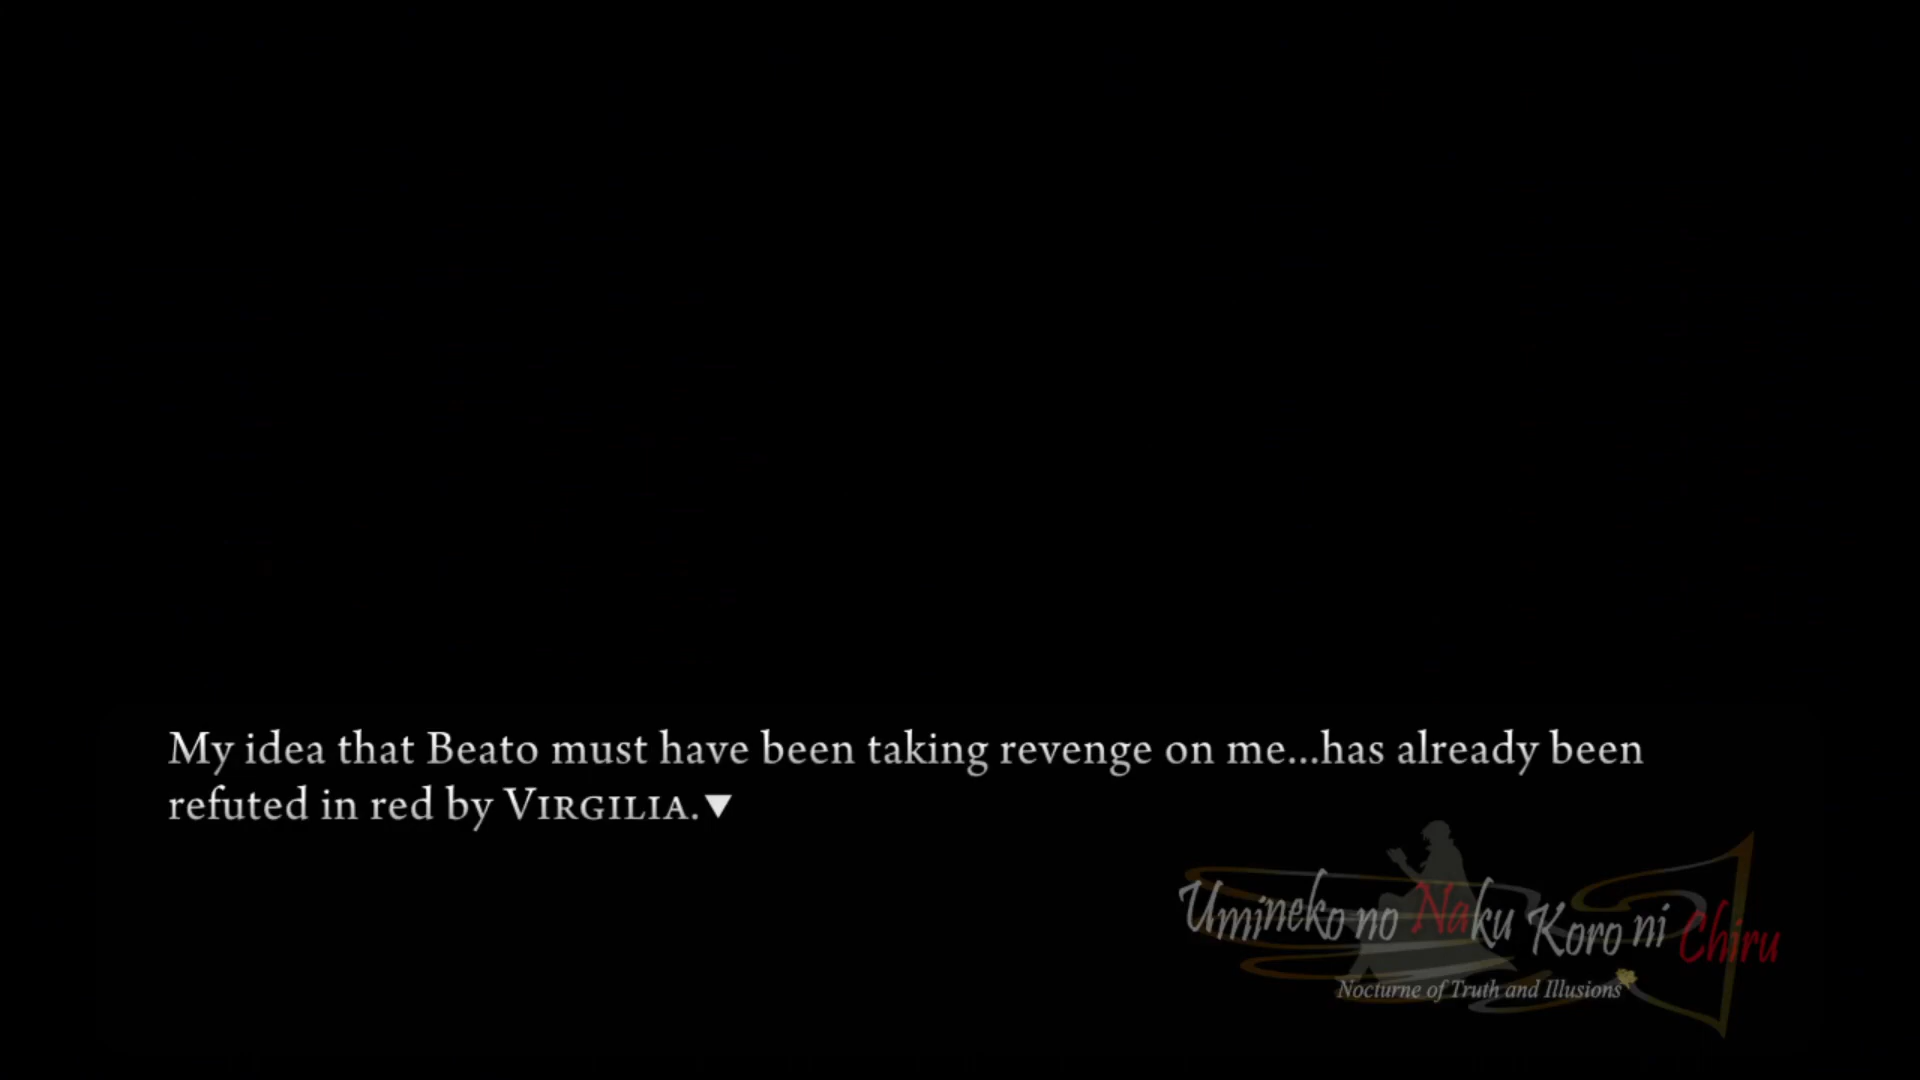 My idea that Beato must have been taking revenge on me...has already been
refuted in red by VIRGILIA.▼
Umineko no Naku Koro ni Chiru
Nocturne of Truth and Illusions